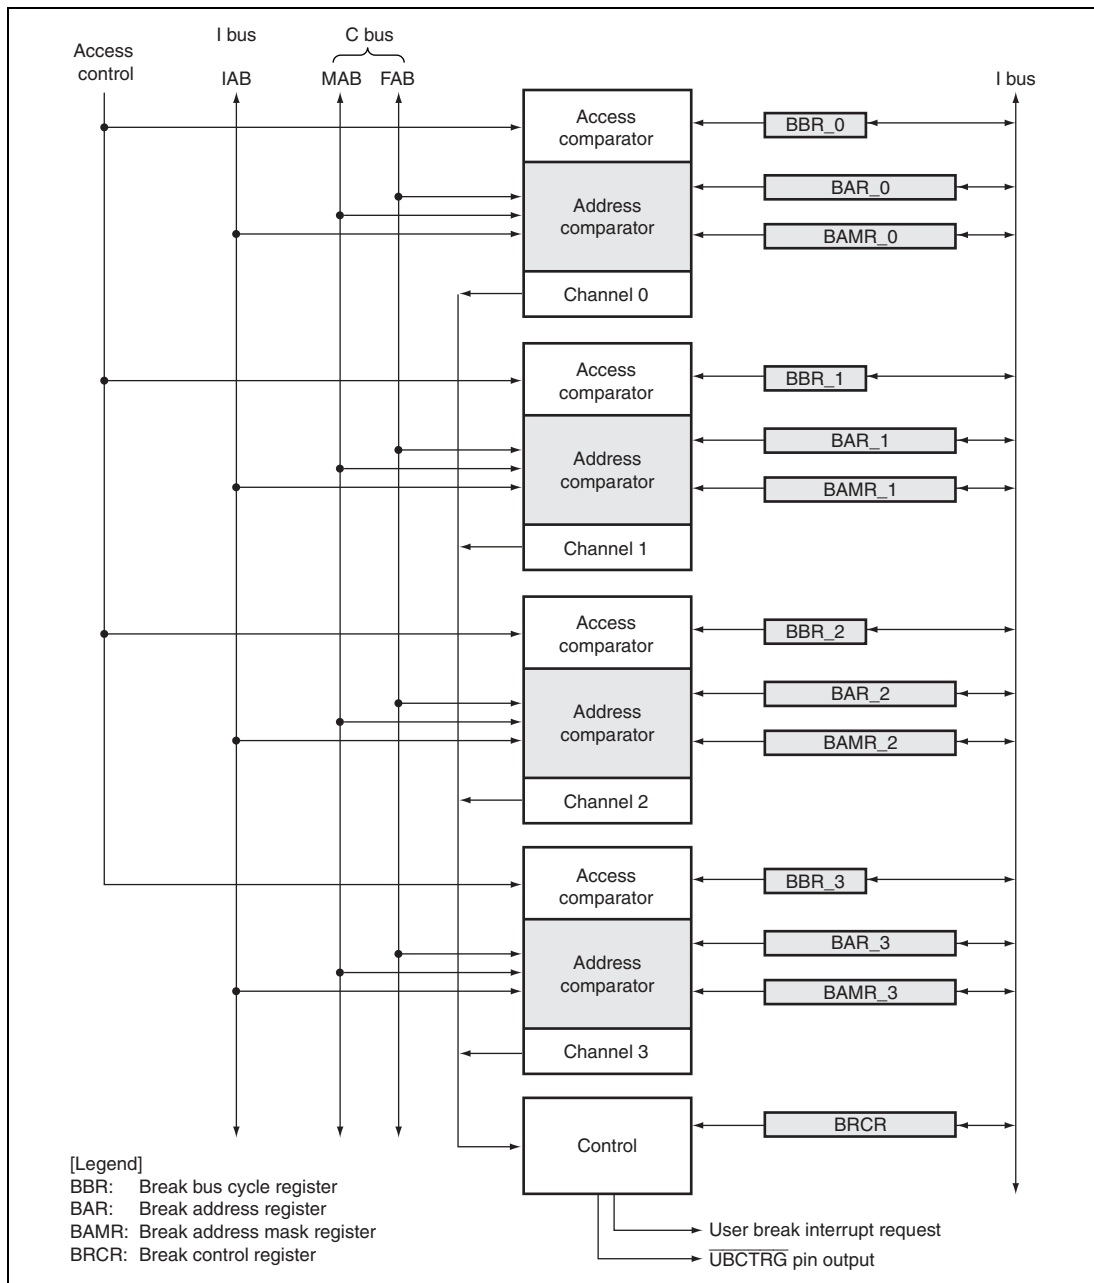 Access
control
I bus
C bus
IAB
MAB
FAB
I bus
Access
comparator
BBR_0
Address
comparator
BAR_0
BAMR_0
Channel 0
Access
comparator
BBR_1
Address
comparator
BAR_1
BAMR_1
Channel 1
Access
comparator
BBR_2
Address
comparator
BAR_2
BAMR_2
Channel 2
Access
comparator
BBR_3
Address
comparator
BAR_3
BAMR_3
Channel 3
Control
BRCR
[Legend]
BBR: Break bus cycle register
BAR: Break address register
BAMR: Break address mask register
BRCR: Break control register
User break interrupt request
UBCTRG pin output